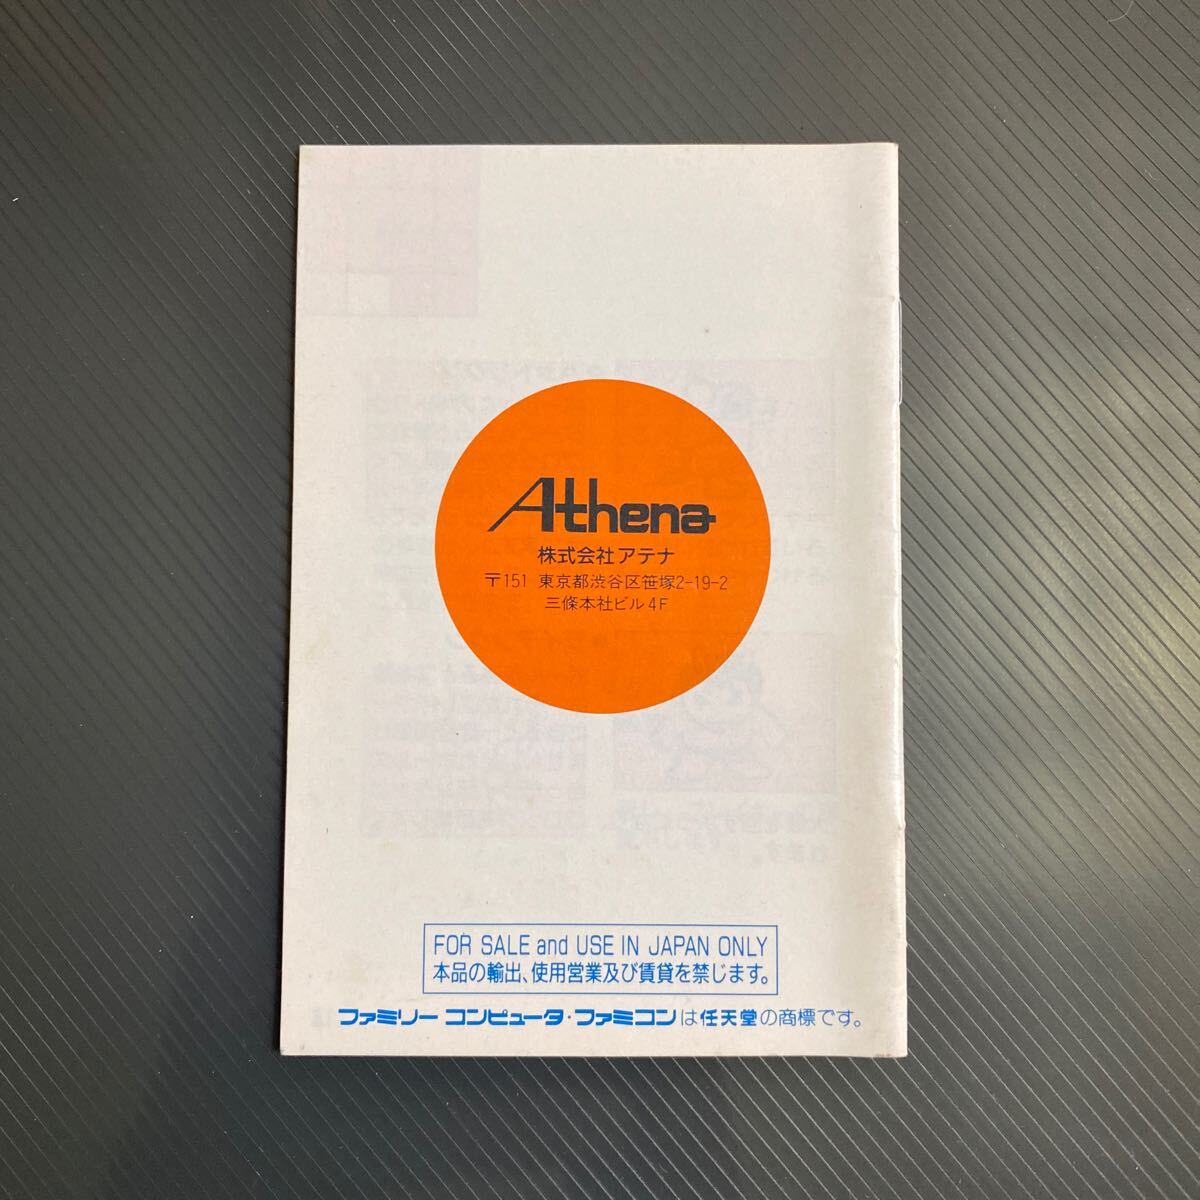 Athena
株式会社アテナ
〒151 東京都渋谷区笹塚2-19-2
三條本社ビル4F
FOR SALE and USE IN JAPAN ONLY
本品の輸出、使用営業及び賃貸を禁じます。
ファミリーコンピュータ・ファミコンは任天堂の商標です。